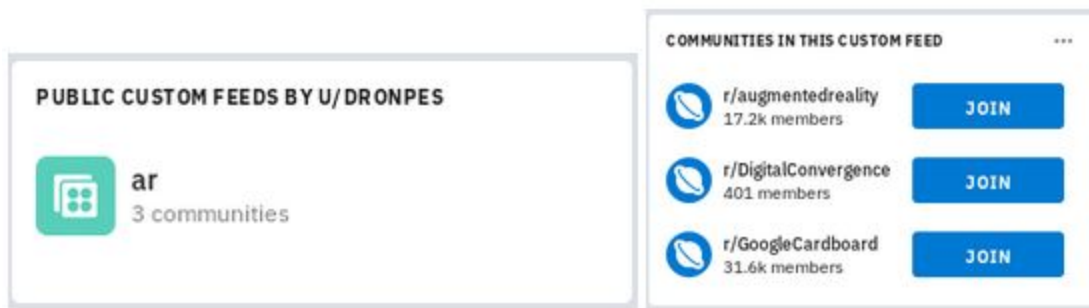 PUBLIC CUSTOM FEEDS BY U/DRONPES
ar
3 communities
COMMUNITIES IN THIS CUSTOM FEED
r/augmentedreality
17.2k members
JOIN
r/DigitalConvergence
401 members
JOIN
r/GoogleCardboard
31.6k members
JOIN